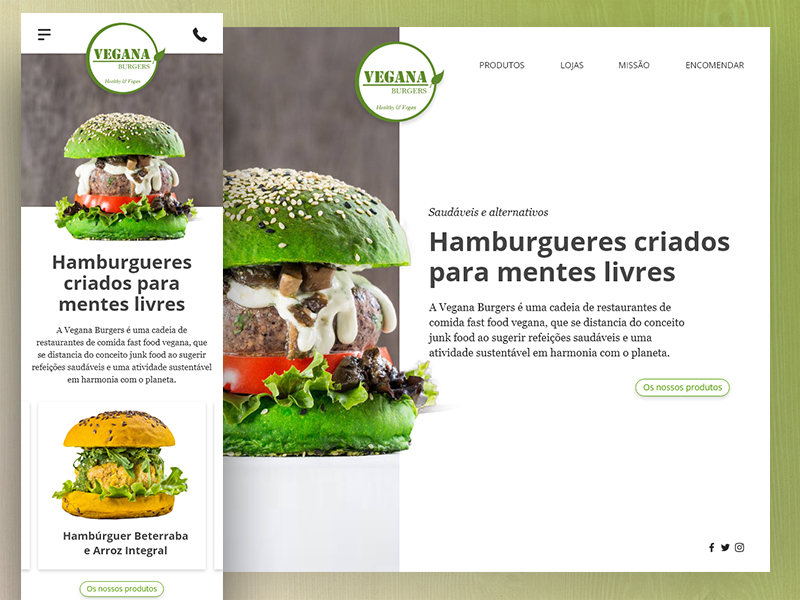 VEGANA
BURGERS
Healthy & Vegan
Hamburgueres
criados para
mentes livres
A Vegana Burgers é uma cadeia de
restaurantes de comida fast food vegana, que
se distancia do conceito junk food ao sugerir
refeições saudáveis e uma atividade sustentável
em harmonia com o planeta.
Hambúrguer Beterraba
e Arroz Integral
Os nossos produtos
VEGANA
BURGERS
Healthy & Vegan
PRODUTOS LOJAS MISSÃO ENCOMENDAR
Saudáveis e alternativos
Hamburgueres criados
para mentes livres
A Vegana Burgers é uma cadeia de restaurantes de
comida fast food vegana, que se distancia do conceito
junk food ao sugerir refeições saudáveis e uma
atividade sustentável em harmonia com o planeta.
Os nossos produtos